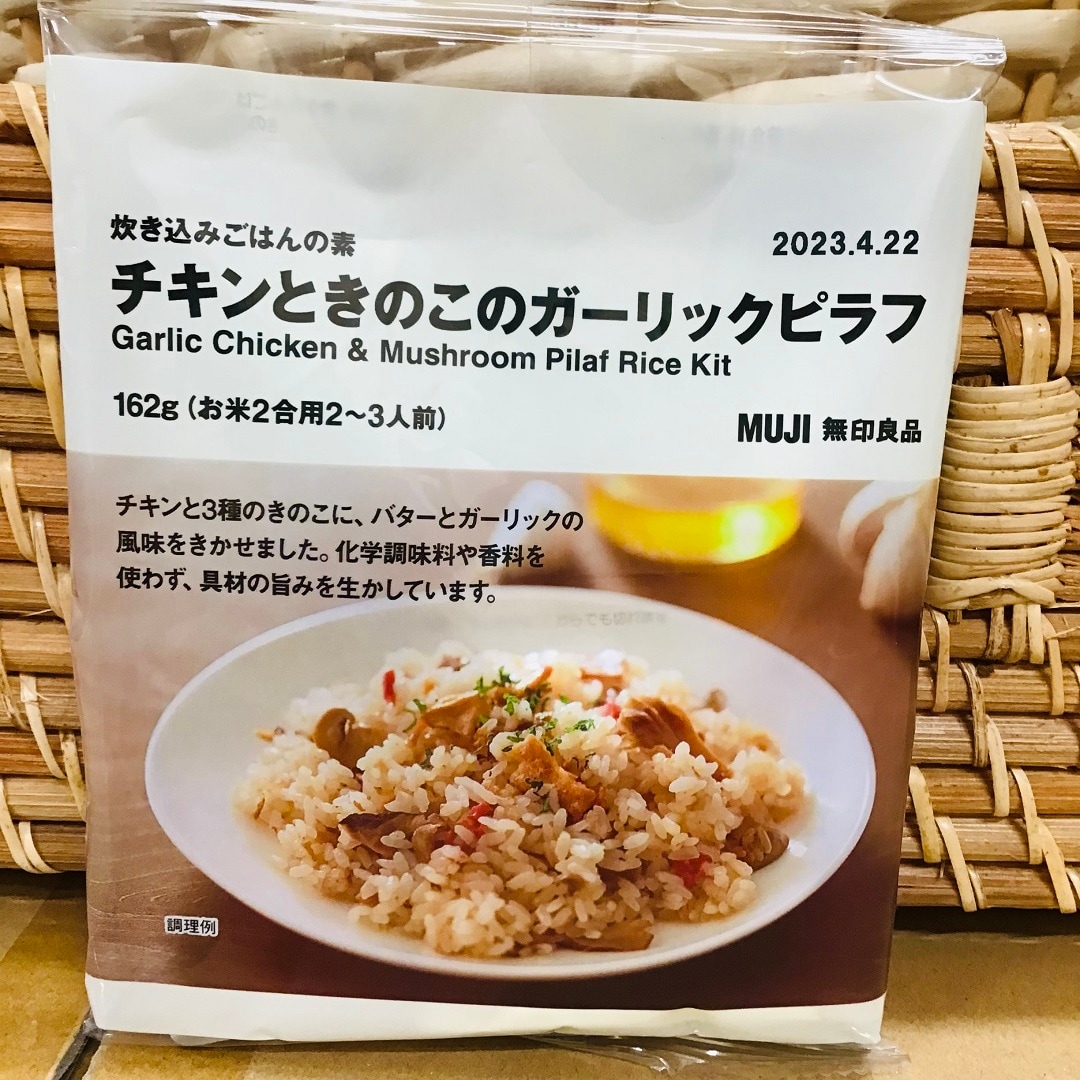 炊き込みごはんの素
2023.4.22
チキンときのこのガーリックピラフ
Garlic Chicken & Mushroom Pilaf Rice Kit
162g（お米2合用2〜3人前）
MUJI 無印良品
チキンと3種のきのこに、バターとガーリックの
風味をきかせました。化学調味料や香料を
使わず、具材の旨みを生かしています。
調理例